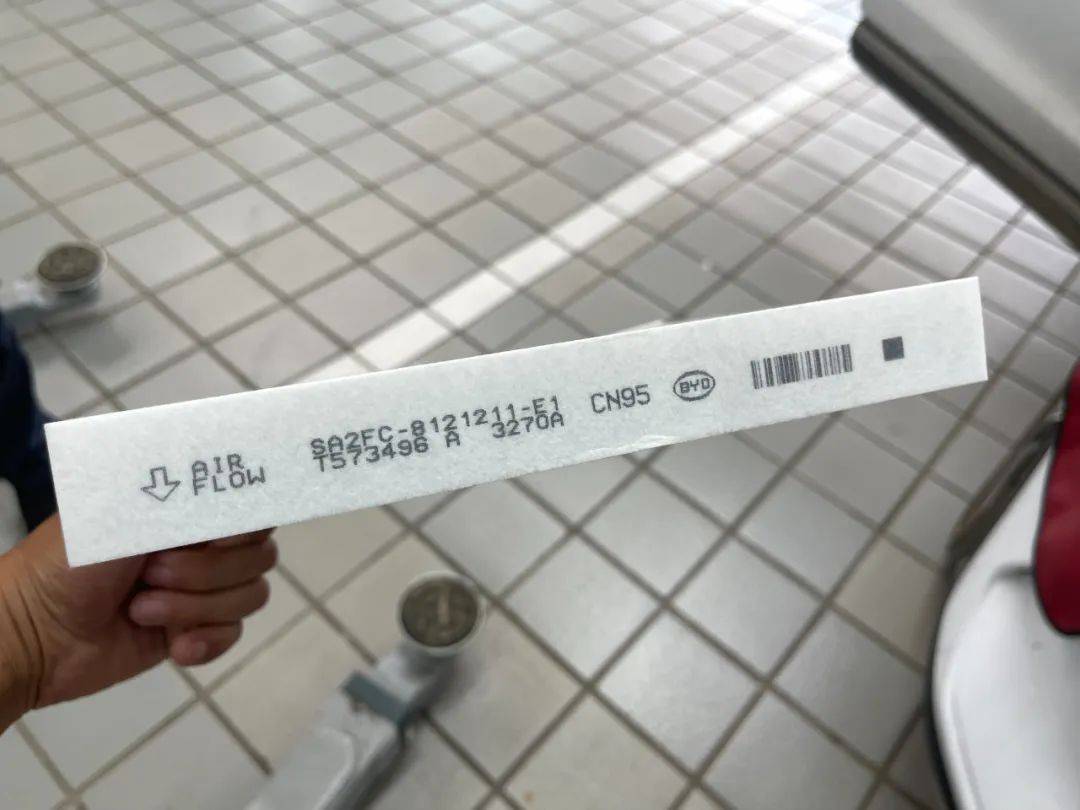 AIR
FLOW
SA2FC-8121211-E1
T573496 A 3270A
CN95
BYD